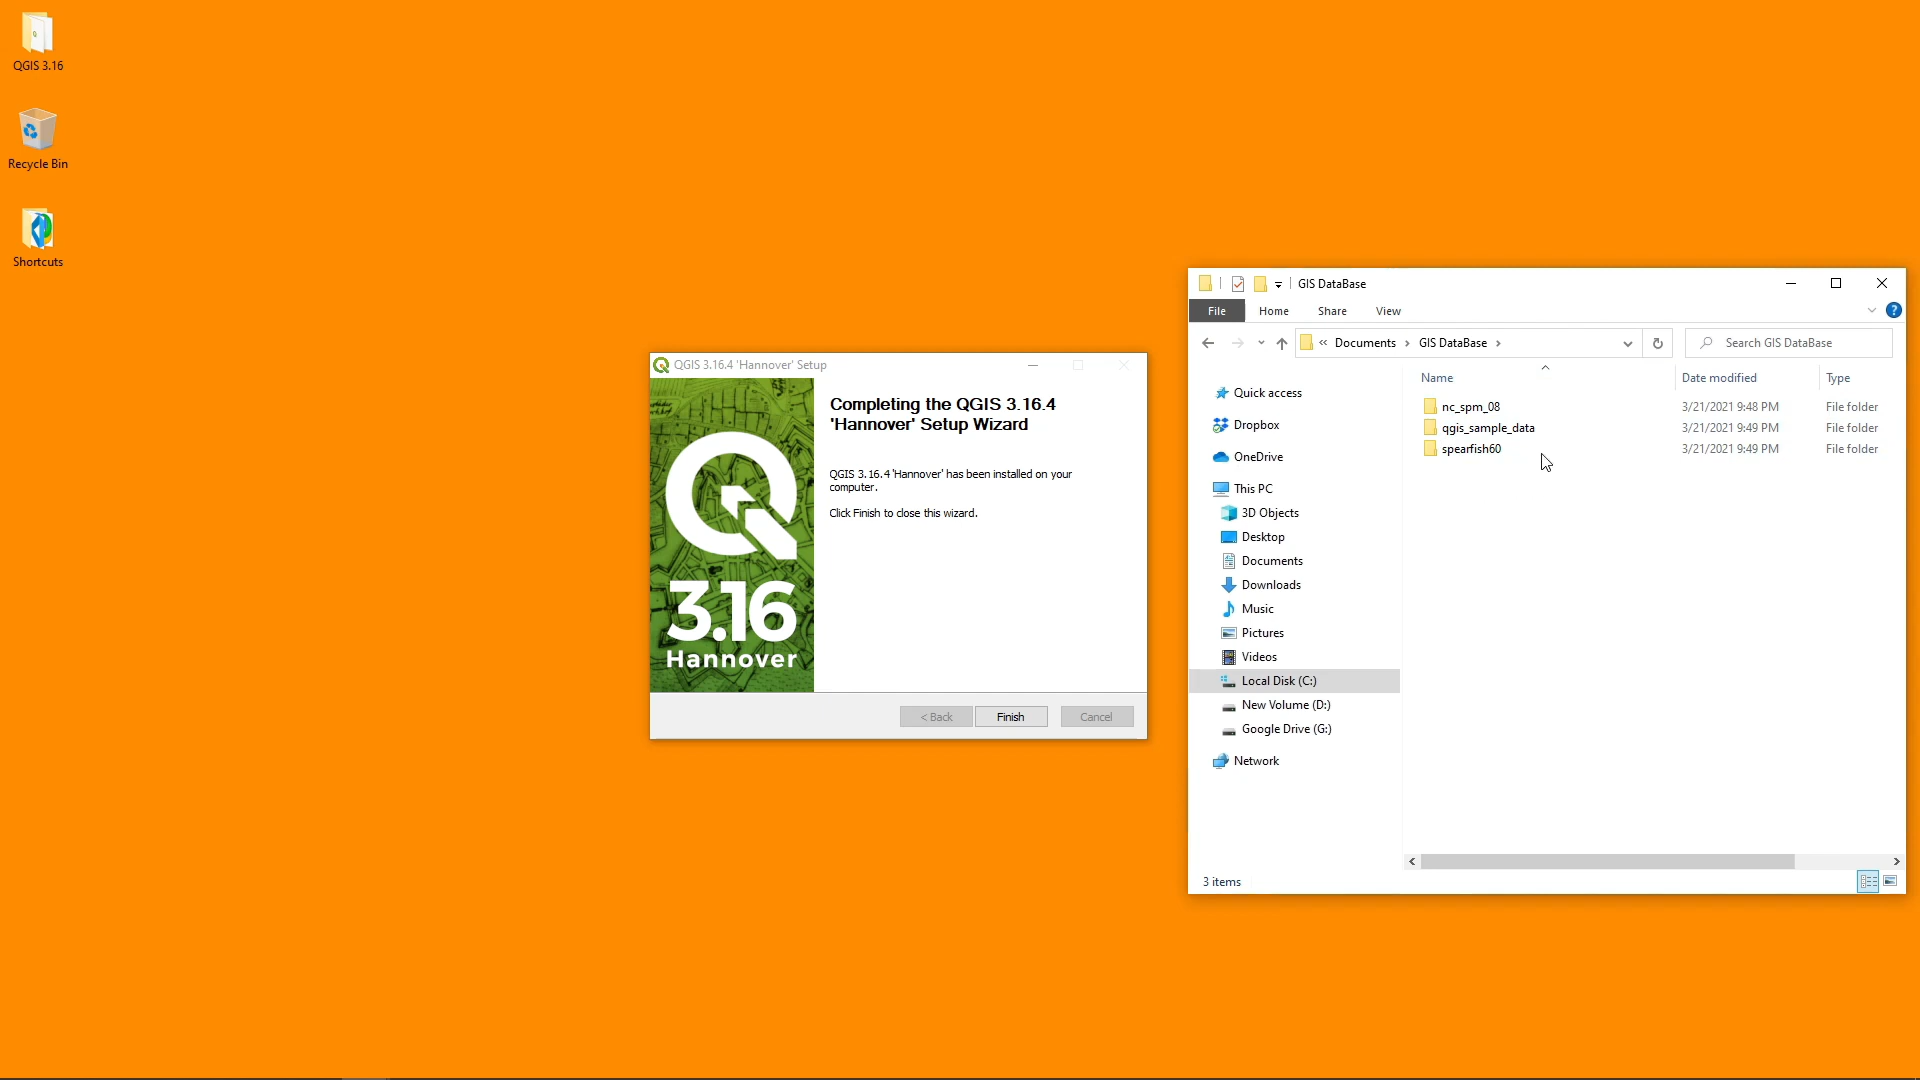 QGIS 3.16
Recycle Bin
Shortcuts
QGIS 3.16.4 'Hannover' Setup
Completing the QGIS 3.16.4
'Hannover' Setup Wizard
QGIS 3.16.4 'Hannover' has been installed on your
computer.
Click Finish to close this wizard.
3.16
Hannover
< Back
Finish
Cancel
GIS DataBase
File
Home
Share
View
Documents
GIS DataBase
Search GIS DataBase
Quick access
Dropbox
OneDrive
This PC
3D Objects
Desktop
Documents
Downloads
Music
Pictures
Videos
Local Disk (C:)
New Volume (D:)
Google Drive (G:)
Network
Name
Date modified
Type
nc_spm_08
3/21/2021 9:48 PM
File folder
qgis_sample_data
3/21/2021 9:49 PM
File folder
spearfish60
3/21/2021 9:49 PM
File folder
3 items